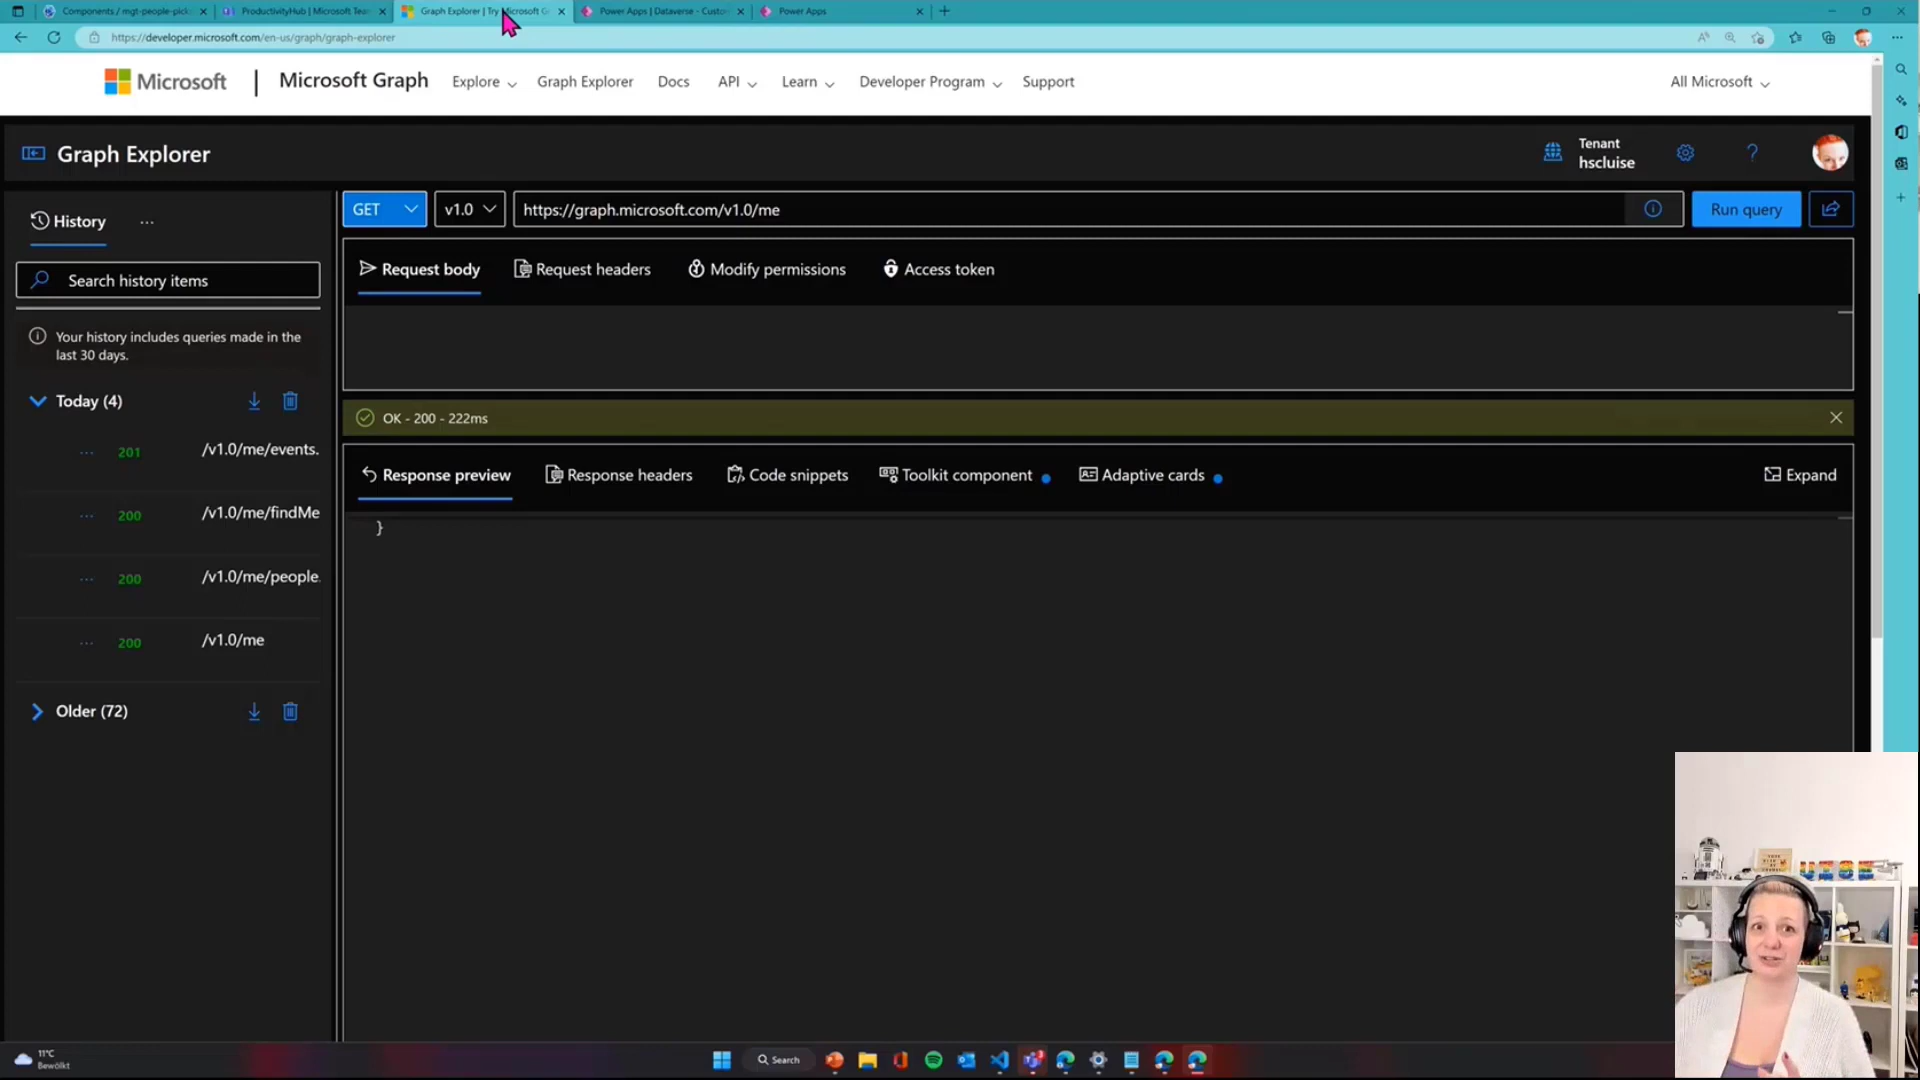 Components / mgt-people-pick
ProductivityHub | Microsoft Tea
Graph Explorer | Try Microsoft G
Power Apps | Dataverse - Custo
Power Apps
https://developer.microsoft.com/en-us/graph/graph-explorer
Microsoft | Microsoft Graph
Explore
Graph Explorer
Docs
API
Learn
Developer Program
Support
All Microsoft
Graph Explorer
Tenant
hscluise
History
GET
v1.0
https://graph.microsoft.com/v1.0/me
Run query
Search history items
Request body
Request headers
Modify permissions
Access token
Your history includes queries made in the
last 30 days.
Today (4)
OK - 200 - 222ms
201 /v1.0/me/events.
200 /v1.0/me/findMe
200 /v1.0/me/people.
200 /v1.0/me
Older (72)
Response preview
Response headers
Code snippets
Toolkit component
Adaptive cards
Expand
}
11°C
Bewölkt
Search